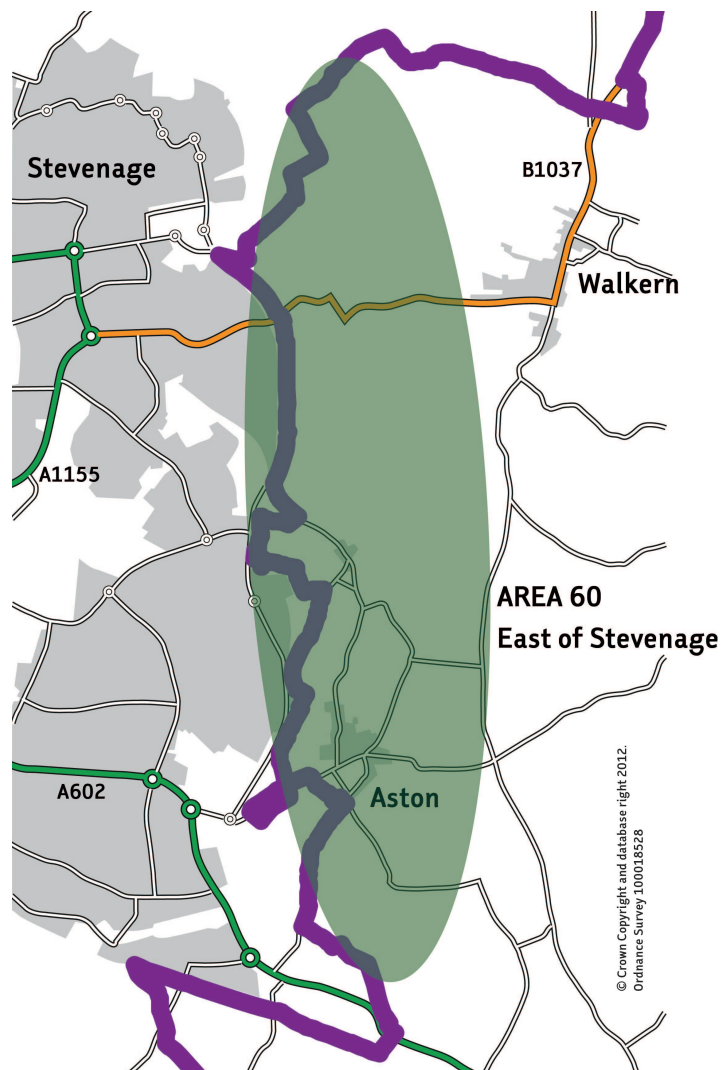 Stevenage
B1037
Walkern
A1155
AREA 60
East of Stevenage
A602
Aston
© Crown Copyright and database right 2012.
Ordnance Survey 100018528